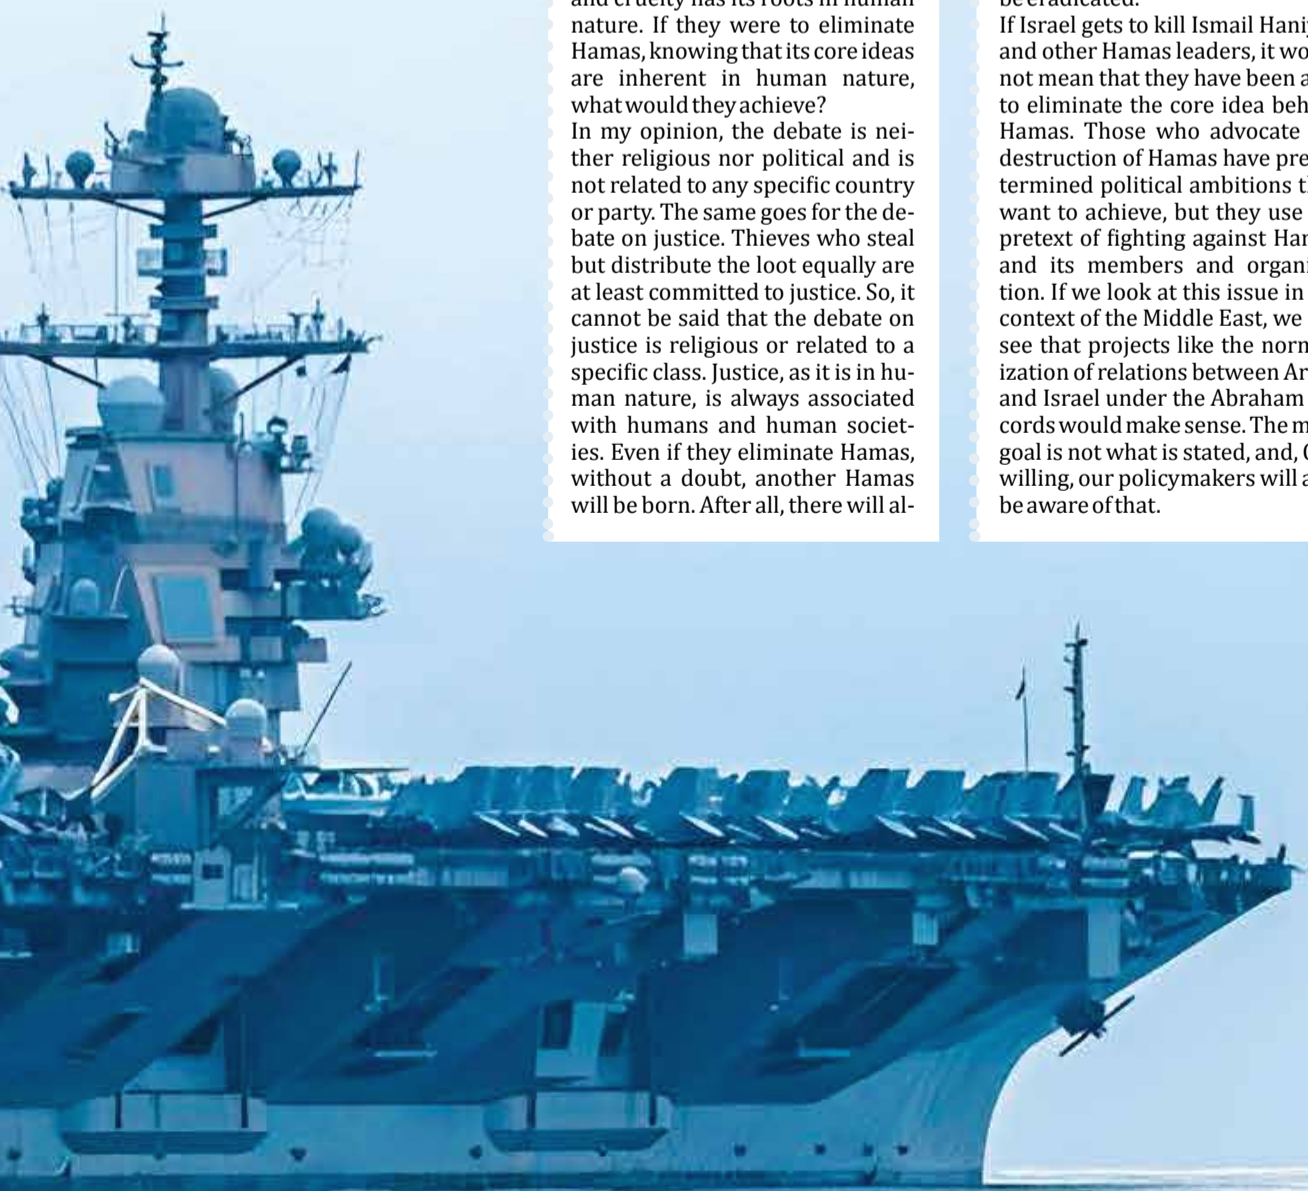 and cruelty has its roots in human
nature. If they were to eliminate
Hamas, knowing that its core ideas
are inherent in human nature,
what would they achieve?
In my opinion, the debate is nei-
ther religious nor political and is
not related to any specific country
or party. The same goes for the de-
bate on justice. Thieves who steal
but distribute the loot equally are
at least committed to justice. So, it
cannot be said that the debate on
justice is religious or related to a
specific class. Justice, as it is in hu-
man nature, is always associated
with humans and human societ-
ies. Even if they eliminate Hamas,
without a doubt, another Hamas
will be born. After all, there will al-
be eradicated.
If Israel gets to kill Ismail
and other Hamas leaders, it
not mean that they have been
to eliminate the core idea
Hamas. Those who advocate
destruction of Hamas have
termined political ambitions
want to achieve, but they use
pretext of fighting against
and its members and
tion. If we look at this issue in
context of the Middle East, we
see that projects like the
ization of relations between
and Israel under the Abraham
cords would make sense. The
goal is not what is stated, and,
willing, our policymakers will
be aware of that.